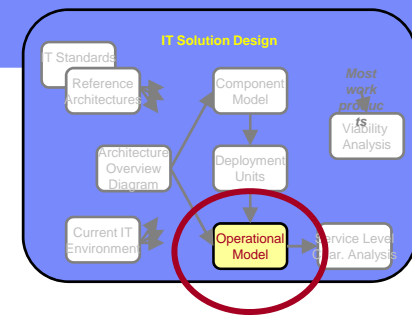 IT Solution Design
IT Standards
Reference
Architectures
Component
Model
Most
work
produc
ts
Viability
Analysis
Architecture
Overview
Diagram
Deployment
Units
Current IT
Environment
Operational
Model
Service Level
Char. Analysis